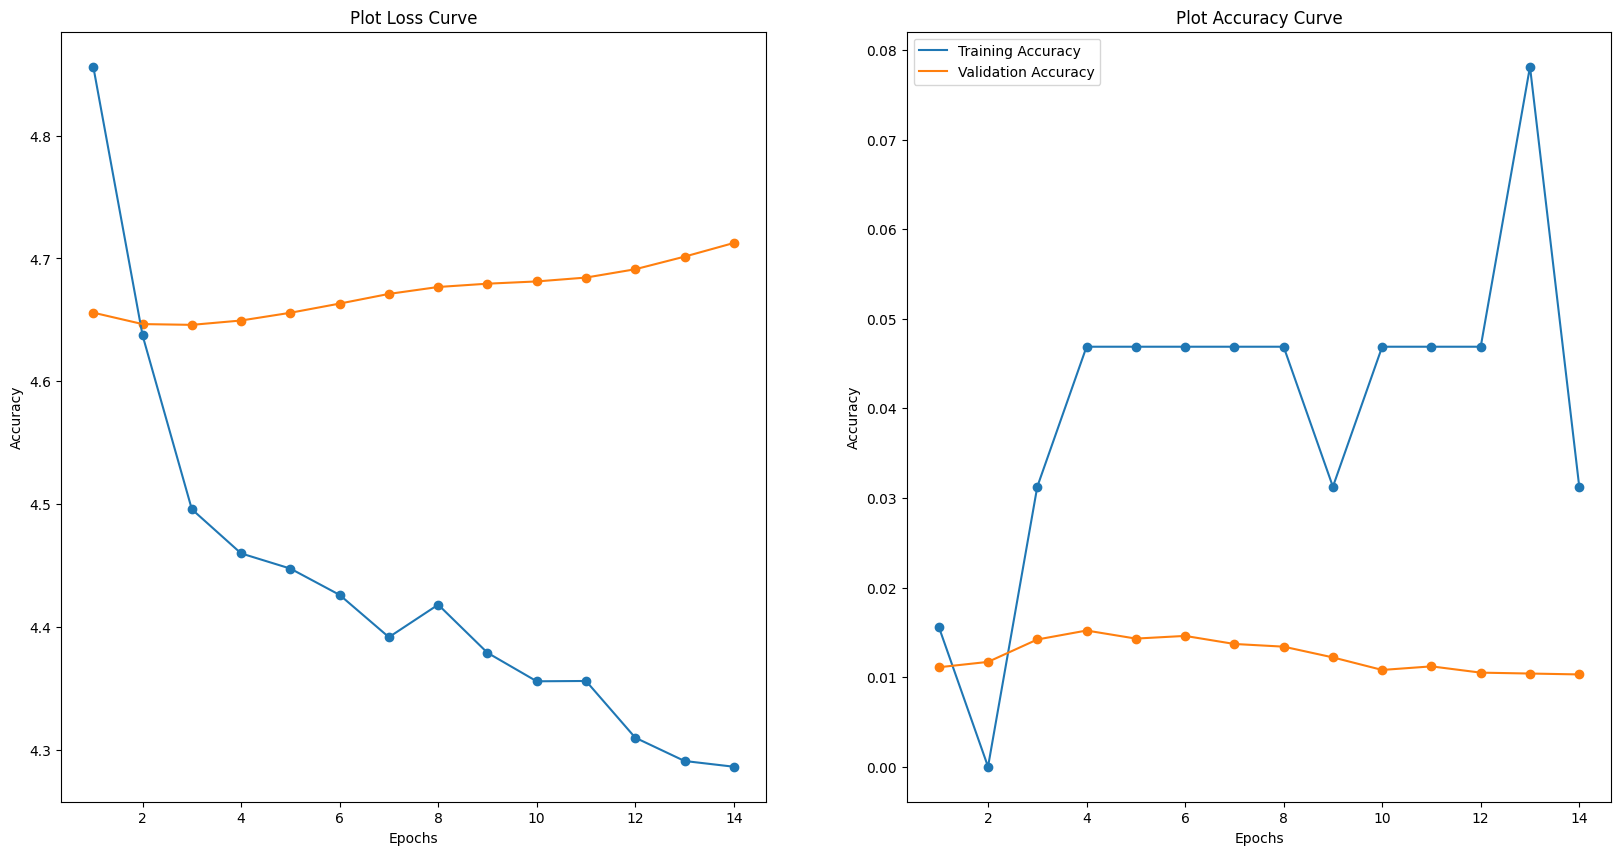 Plot Loss Curve
4.8
4.7
4.6
4.5
4.4
4.3
Accuracy
2 4 6 8 10 12 14
Epochs
Plot Accuracy Curve
Training Accuracy
Validation Accuracy
0.08
0.07
0.06
0.05
0.04
0.03
0.02
0.01
0.00
Accuracy
2 4 6 8 10 12 14
Epochs